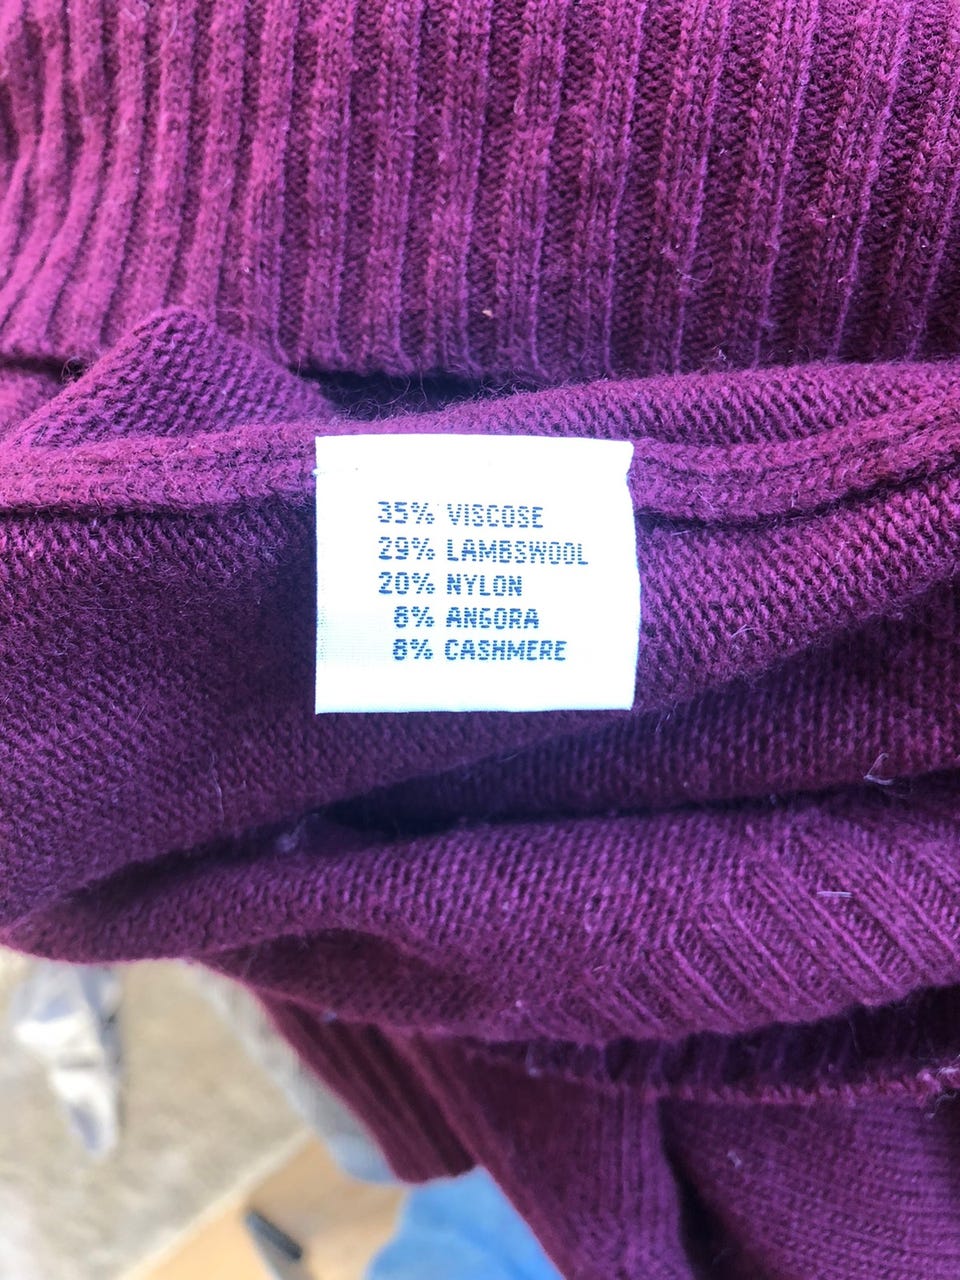 35% VISCOSE
29% LAMBSWOOL
20% NYLON
8% ANGORA
8% CASHMERE